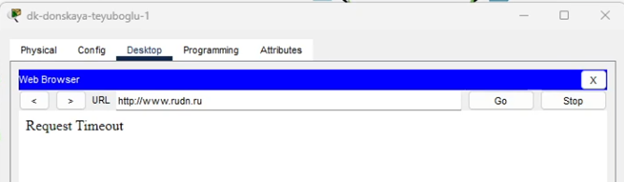 dk-donskaya-teyuboglu-1
Physical Config Desktop Programming Attributes
Web Browser X
< > URL http://www.rudn.ru Go Stop
Request Timeout